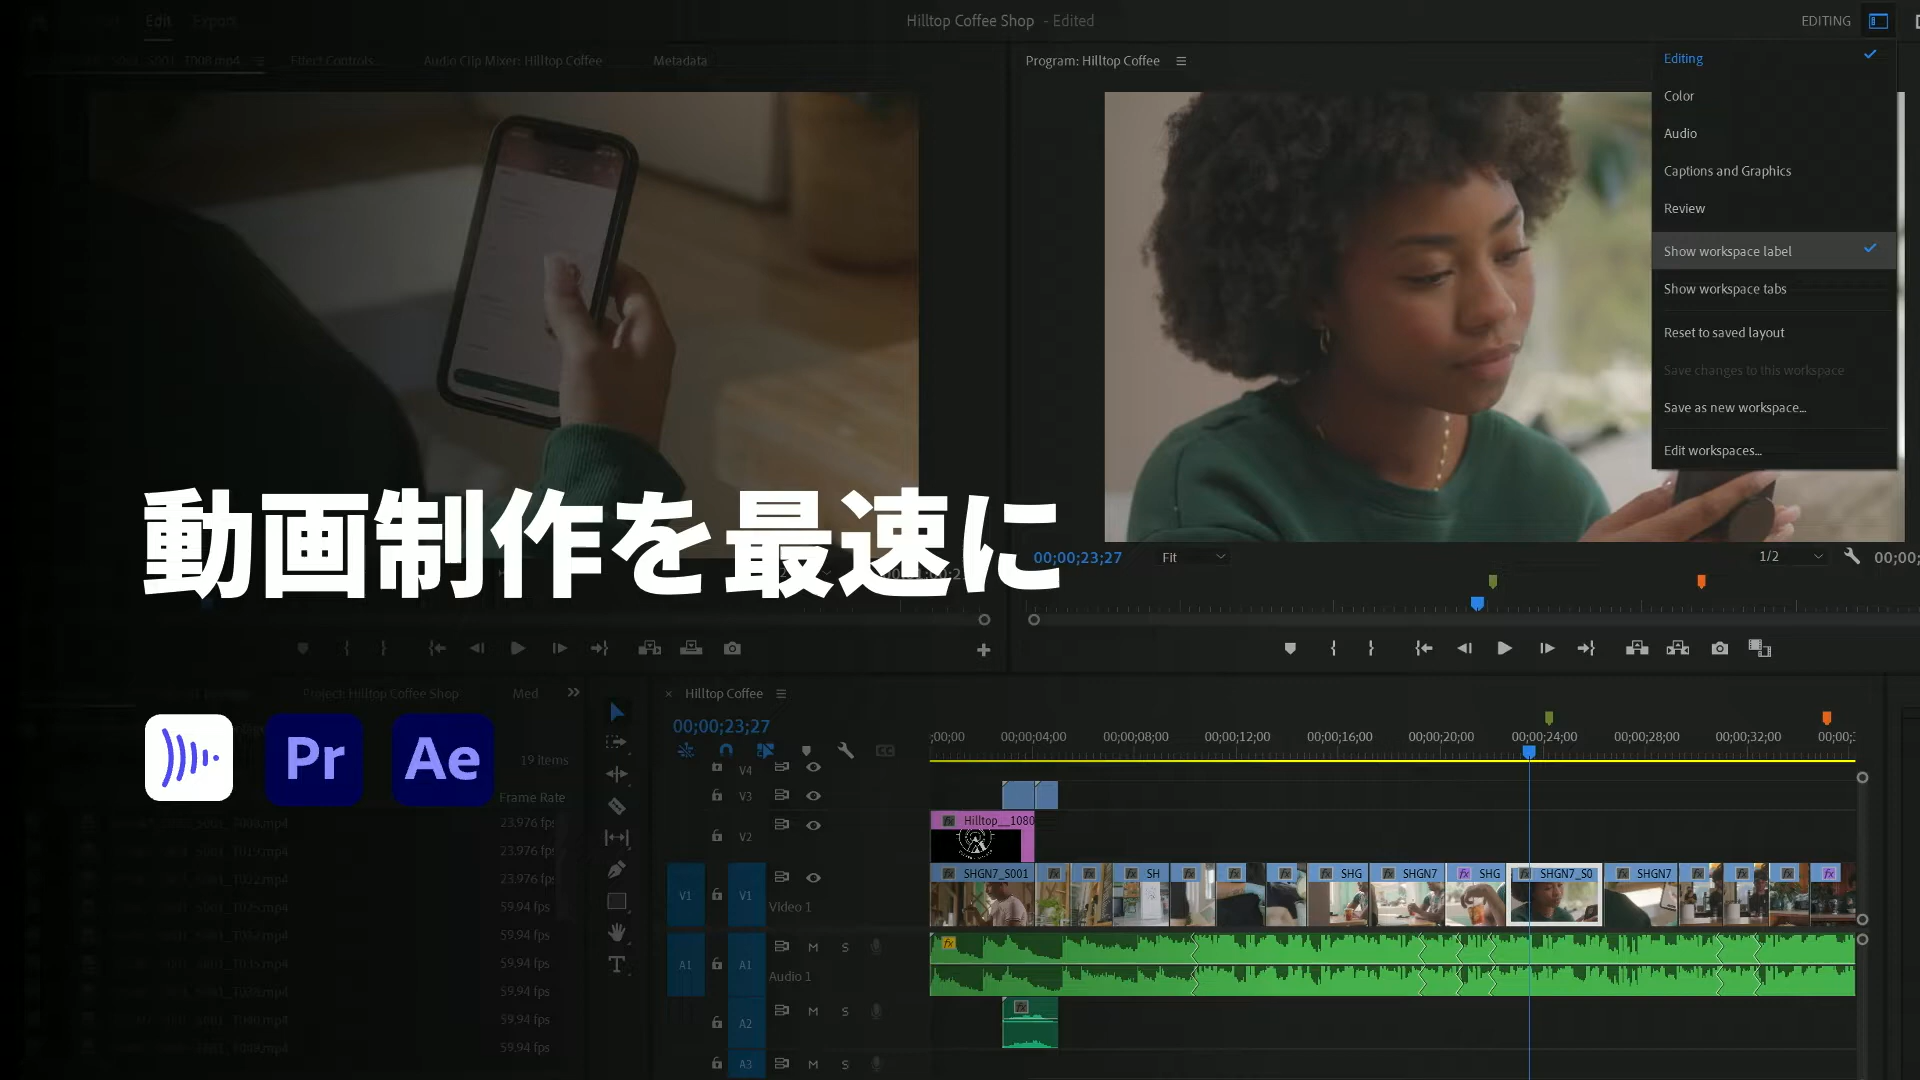 Edit
Export
Hilltop Coffee Shop - Edited
EDITING
Effect Controls
Audio Clip Mixer: Hilltop Coffee
Metadata
Program: Hilltop Coffee
Editing
Color
Audio
Captions and Graphics
Review
Show workspace label
Show workspace tabs
Reset to saved layout
Save changes to this workspace
Save as new workspace...
Edit workspaces...
動画制作を最速に
00;00;23;27
Fit
1/2
00;00;
Project: Hilltop Coffee Shop
Med
Hilltop Coffee
00;00;23;27
Pr
Ae
19 Items
Frame Rate
23.976 fps
23.976 fps
23.976 fps
59.94 fps
59.94 fps
59.94 fps
59.94 fps
59.94 fps
59.94 fps
;00;00
00;00;04;00
00;00;08;00
00;00;12;00
00;00;16;00
00;00;20;00
00;00;24;00
00;00;28;00
00;00;32;00
00;00;
V4
V3
V2
Hilltop__1080
V1
V1
Video 1
SHGN7_S001
SH
SHG
SHGN7
SHG
SHGN7_S0
SHGN7
A1
A1
M
S
Audio 1
A2
M
S
A3
M
S